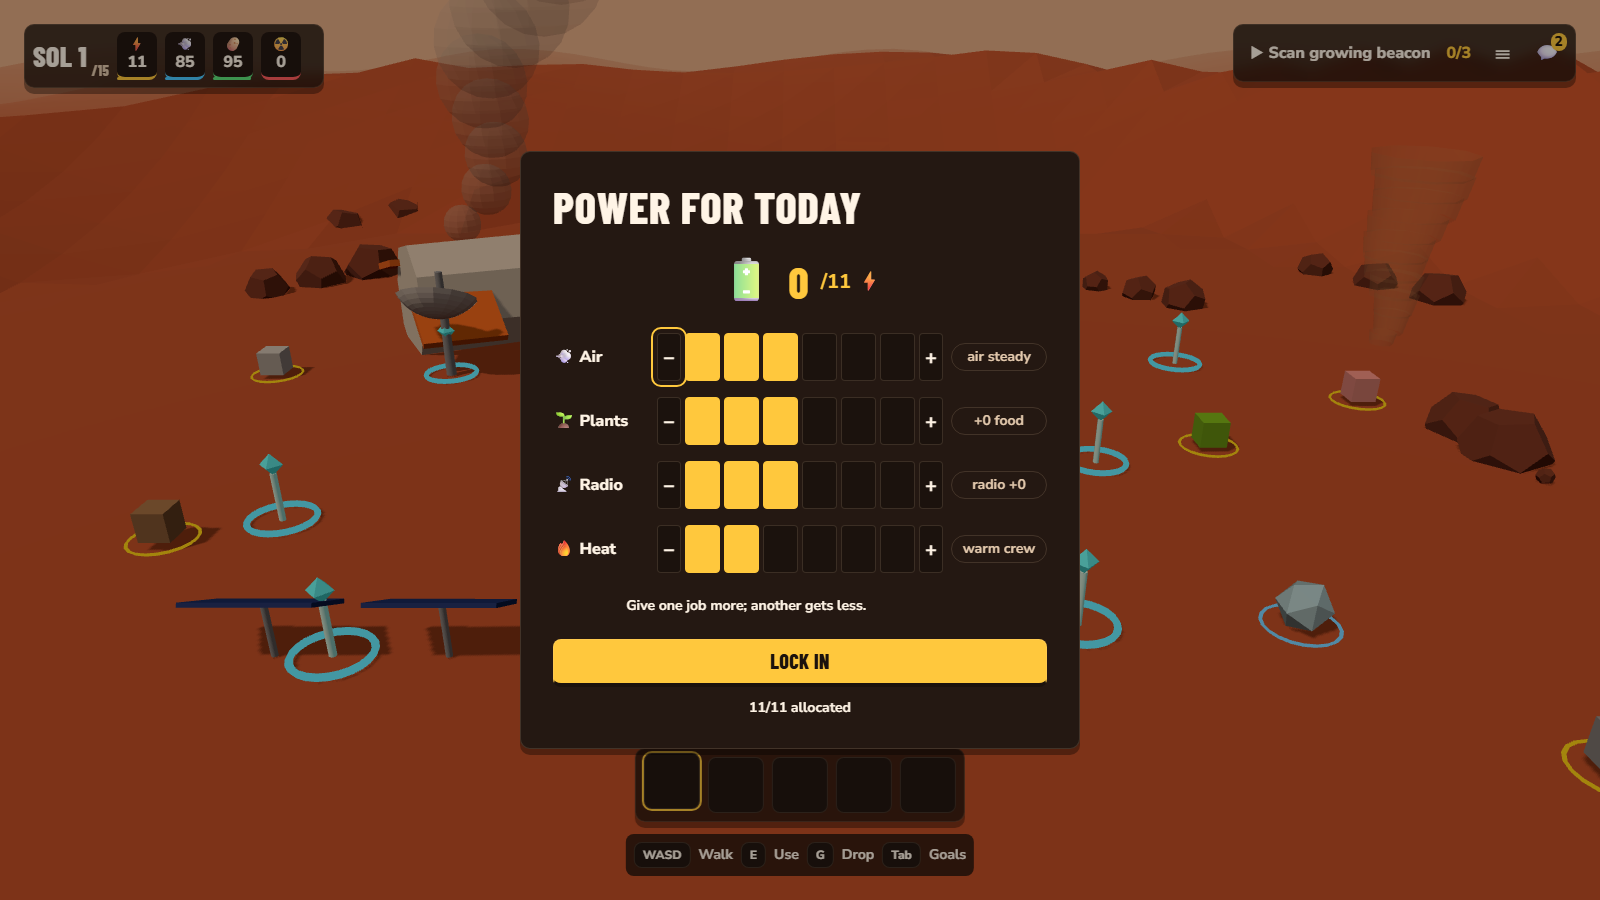 SOL 1 /15
11 85 95 0
▶ Scan growing beacon 0/3
2
POWER FOR TODAY
0 /11
Air − + air steady
Plants − + +0 food
Radio − + radio +0
Heat − + warm crew
Give one job more; another gets less.
LOCK IN
11/11 allocated
WASD Walk E Use G Drop Tab Goals